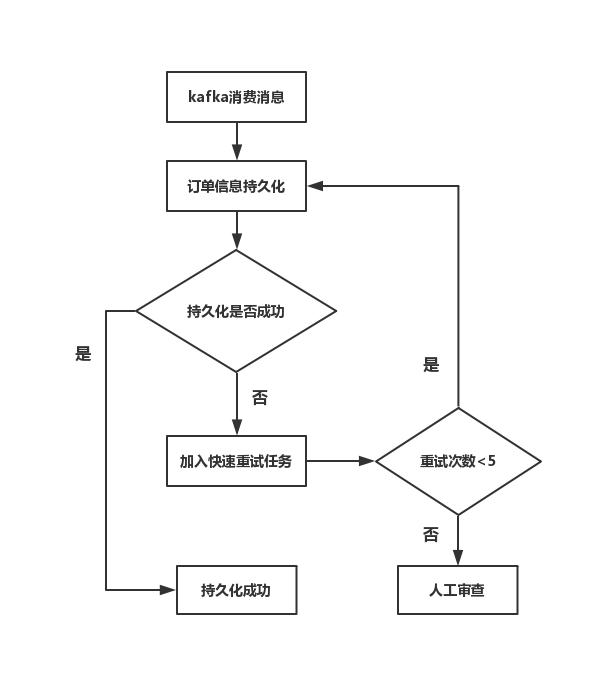 kafka消费消息
订单信息持久化
持久化是否成功
是
是
否
加入快速重试任务
重试次数<5
否
持久化成功
人工审查